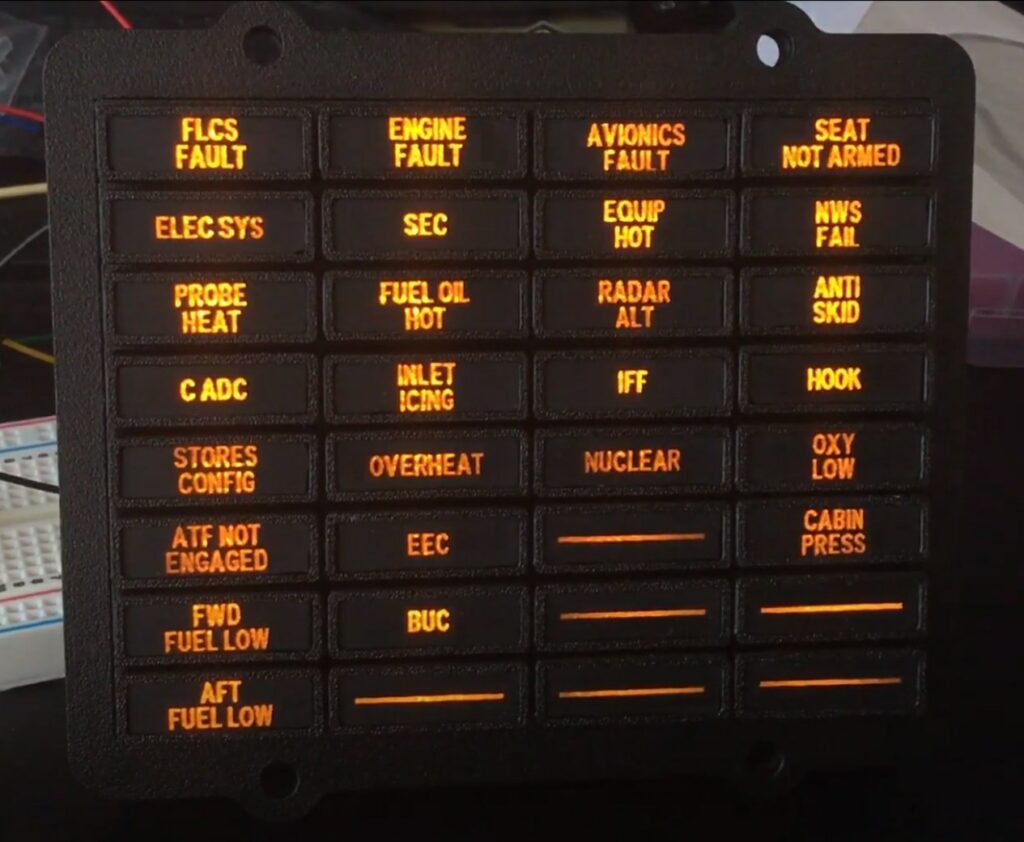 FLCS
FAULT
ENGINE
FAULT
AVIONICS
FAULT
SEAT
NOT ARMED
ELEC SYS
SEC
EQUIP
HOT
NWS
FAIL
PROBE
HEAT
FUEL OIL
HOT
RADAR
ALT
ANTI
SKID
C ADC
INLET
ICING
IFF
HOOK
STORES
CONFIG
OVERHEAT
NUCLEAR
OXY
LOW
ATF NOT
ENGAGED
EEC
CABIN
PRESS
FWD
FUEL LOW
BUC
AFT
FUEL LOW